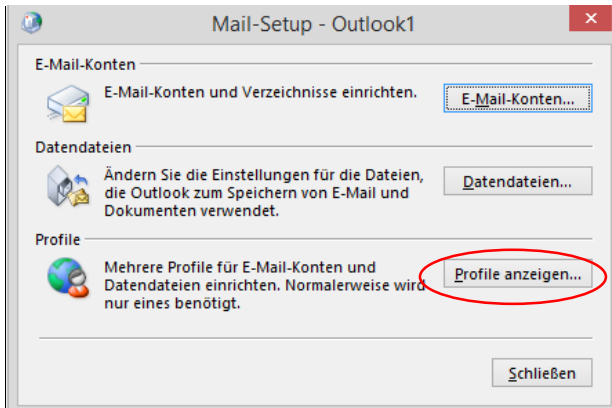 Mail-Setup - Outlook1
E-Mail-Konten
E-Mail-Konten und Verzeichnisse einrichten.
E-Mail-Konten...
Datendateien
Ändern Sie die Einstellungen für die Dateien,
die Outlook zum Speichern von E-Mail und
Dokumenten verwendet.
Datendateien...
Profile
Mehrere Profile für E-Mail-Konten und
Datendateien einrichten. Normalerweise wird
nur eines benötigt.
Profile anzeigen...
Schließen